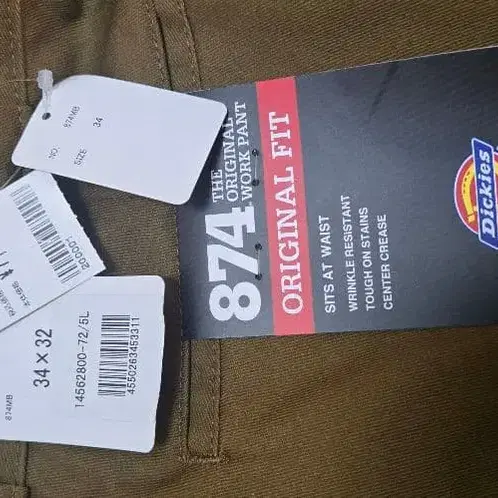 874
THE
ORIGINAL
WORK PANT
ORIGINAL FIT
SITS AT WAIST
WRINKLE RESISTANT
TOUGH ON STAINS
CENTER CREASE
Dickies
NO. 874MB
SIZE 34
200001
874MB
34×32
14562800-72/5L
4550263453311